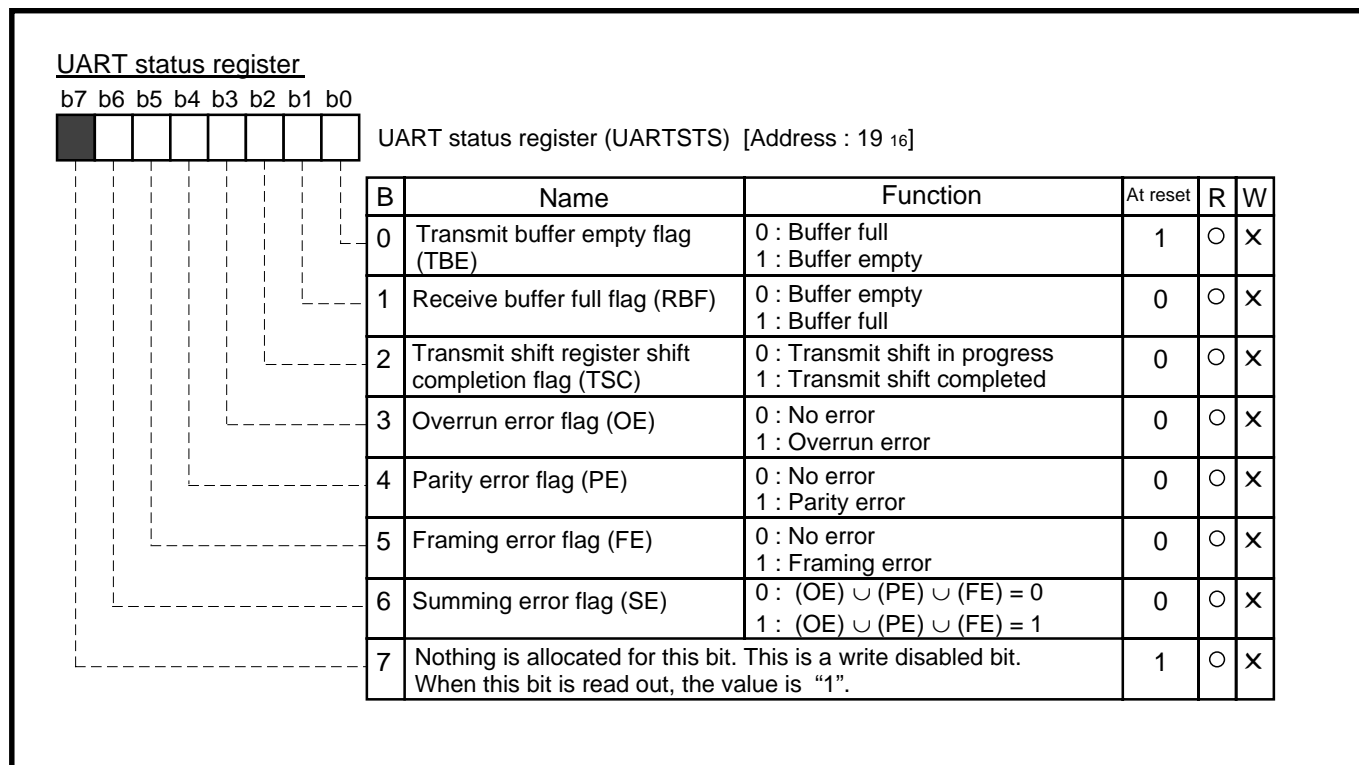 UART status register
b7 b6 b5 b4 b3 b2 b1 b0
UART status register (UARTSTS) [Address : 19 16]
B Name Function At reset R W
0 Transmit buffer empty flag (TBE) 0 : Buffer full 1 ○ ×
1 : Buffer empty
1 Receive buffer full flag (RBF) 0 : Buffer empty 0 ○ ×
1 : Buffer full
2 Transmit shift register shift completion flag (TSC) 0 : Transmit shift in progress 0 ○ ×
1 : Transmit shift completed
3 Overrun error flag (OE) 0 : No error 0 ○ ×
1 : Overrun error
4 Parity error flag (PE) 0 : No error 0 ○ ×
1 : Parity error
5 Framing error flag (FE) 0 : No error 0 ○ ×
1 : Framing error
6 Summing error flag (SE) 0 : (OE) ∪ (PE) ∪ (FE) = 0 0 ○ ×
1 : (OE) ∪ (PE) ∪ (FE) = 1
7 Nothing is allocated for this bit. This is a write disabled bit. 1 ○ ×
When this bit is read out, the value is “1”.